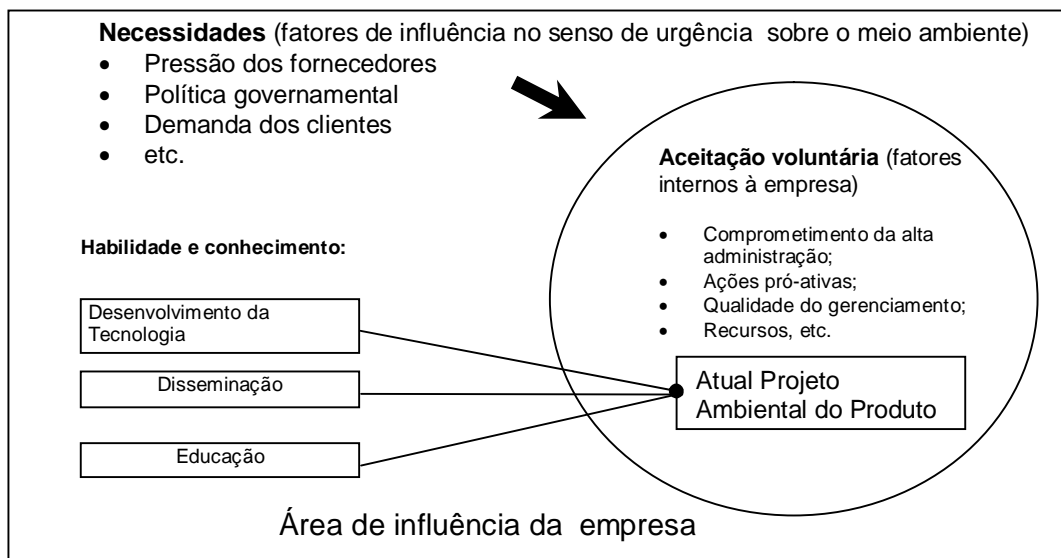 Necessidades (fatores de influência no senso de urgência sobre o meio ambiente)
• Pressão dos fornecedores
• Política governamental
• Demanda dos clientes
• etc.
Aceitação voluntária (fatores
internos à empresa)
• Comprometimento da alta
administração;
• Ações pró-ativas;
• Qualidade do gerenciamento;
• Recursos, etc.
Habilidade e conhecimento:
Desenvolvimento da
Tecnologia
Disseminação
Educação
Atual Projeto
Ambiental do Produto
Área de influência da empresa